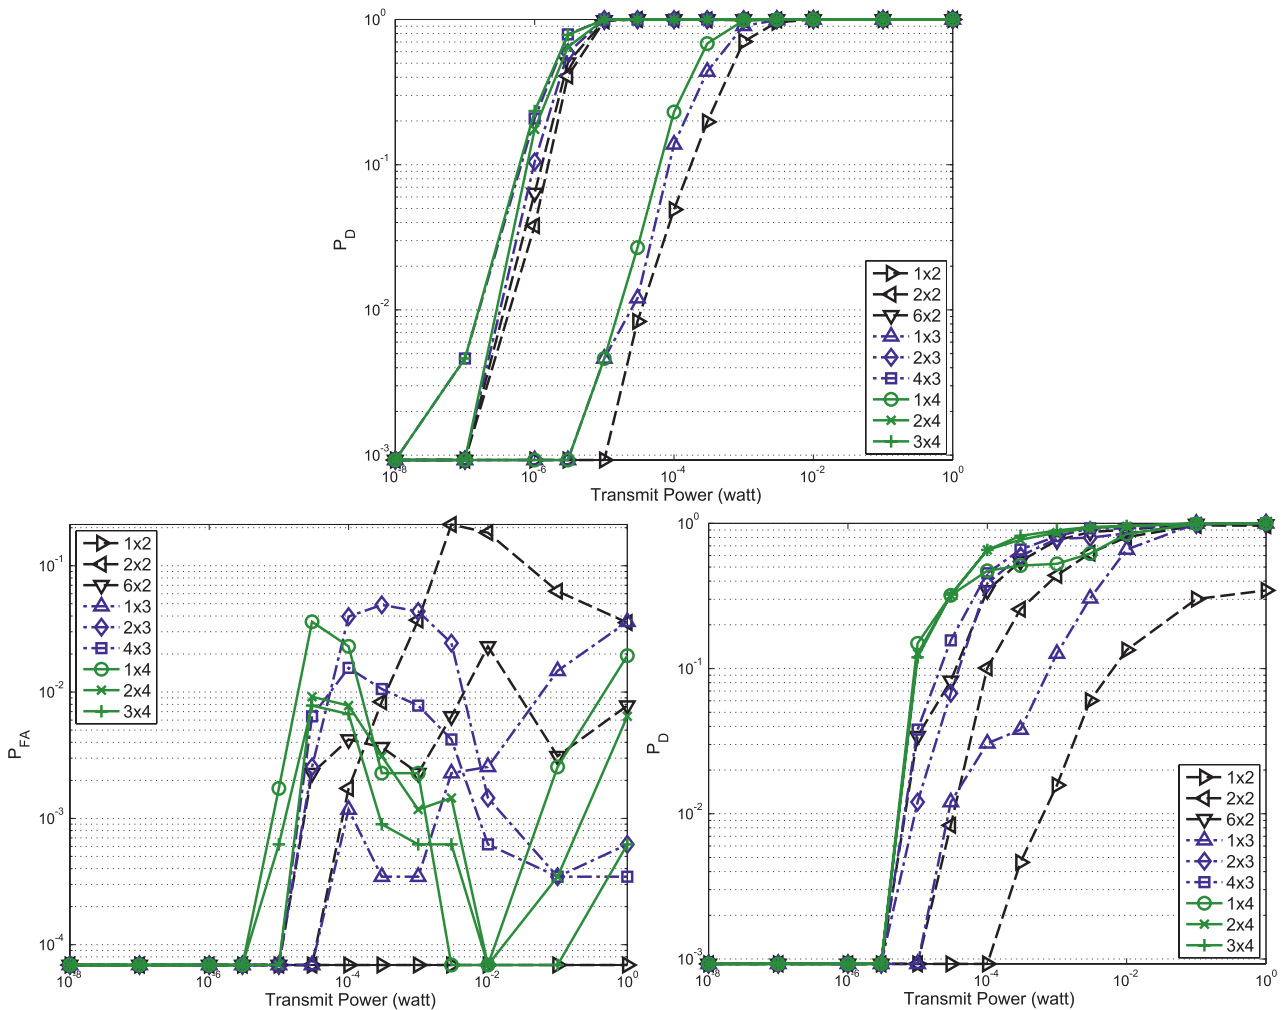 10^0
10^-1
10^-2
10^-3
P_D
10^-8
10^-6
10^-4
10^-2
10^0
Transmit Power (watt)
1x2
2x2
6x2
1x3
2x3
4x3
1x4
2x4
3x4
10^-1
10^-2
10^-3
10^-4
P_FA
10^-8
10^-6
10^-4
10^-2
10^0
Transmit Power (watt)
1x2
2x2
6x2
1x3
2x3
4x3
1x4
2x4
3x4
10^0
10^-1
10^-2
10^-3
P_D
10^-8
10^-6
10^-4
10^-2
10^0
Transmit Power (watt)
1x2
2x2
6x2
1x3
2x3
4x3
1x4
2x4
3x4